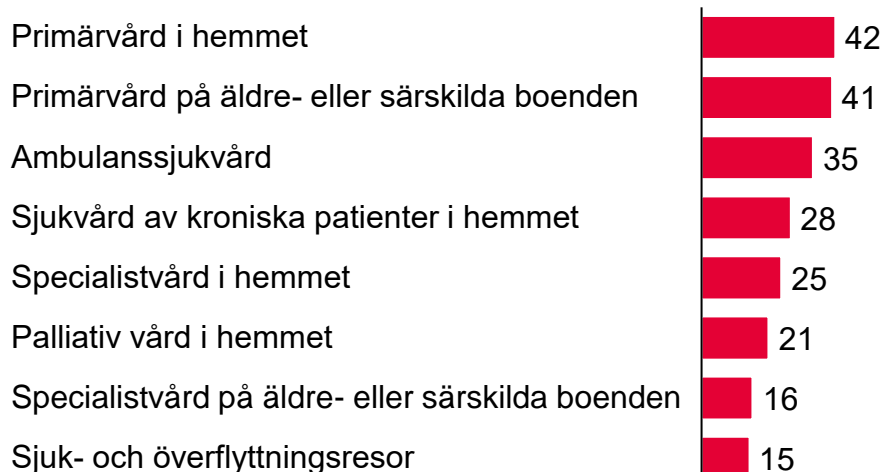 Primärvård i hemmet 42
Primärvård på äldre- eller särskilda boenden 41
Ambulanssjukvård 35
Sjukvård av kroniska patienter i hemmet 28
Specialistvård i hemmet 25
Palliativ vård i hemmet 21
Specialistvård på äldre- eller särskilda boenden 16
Sjuk- och överflyttningsresor 15